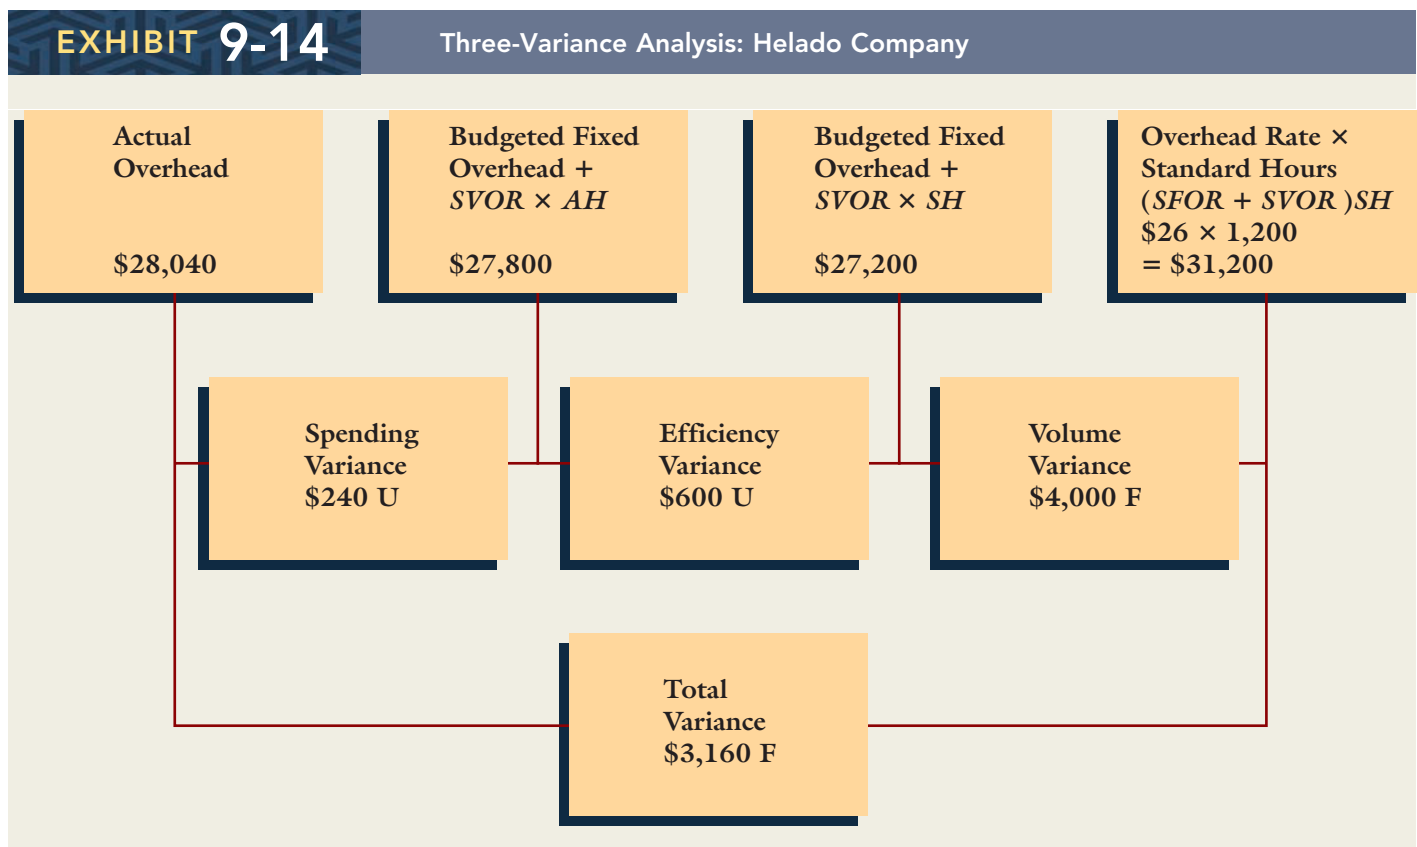 EXHIBIT 9-14
Three-Variance Analysis: Helado Company
Actual
Overhead
$28,040
Budgeted Fixed
Overhead +
SVOR × AH
$27,800
Budgeted Fixed
Overhead +
SVOR × SH
$27,200
Overhead Rate ×
Standard Hours
(SFOR + SVOR )SH
$26 × 1,200
= $31,200
Spending
Variance
$240 U
Efficiency
Variance
$600 U
Volume
Variance
$4,000 F
Total
Variance
$3,160 F